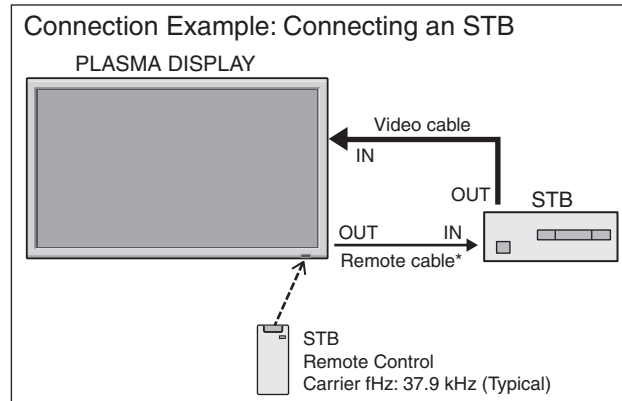 Connection Example: Connecting an STB
PLASMA DISPLAY
Video cable
IN
OUT
STB
OUT IN
Remote cable*
STB
Remote Control
Carrier fHz: 37.9 kHz (Typical)